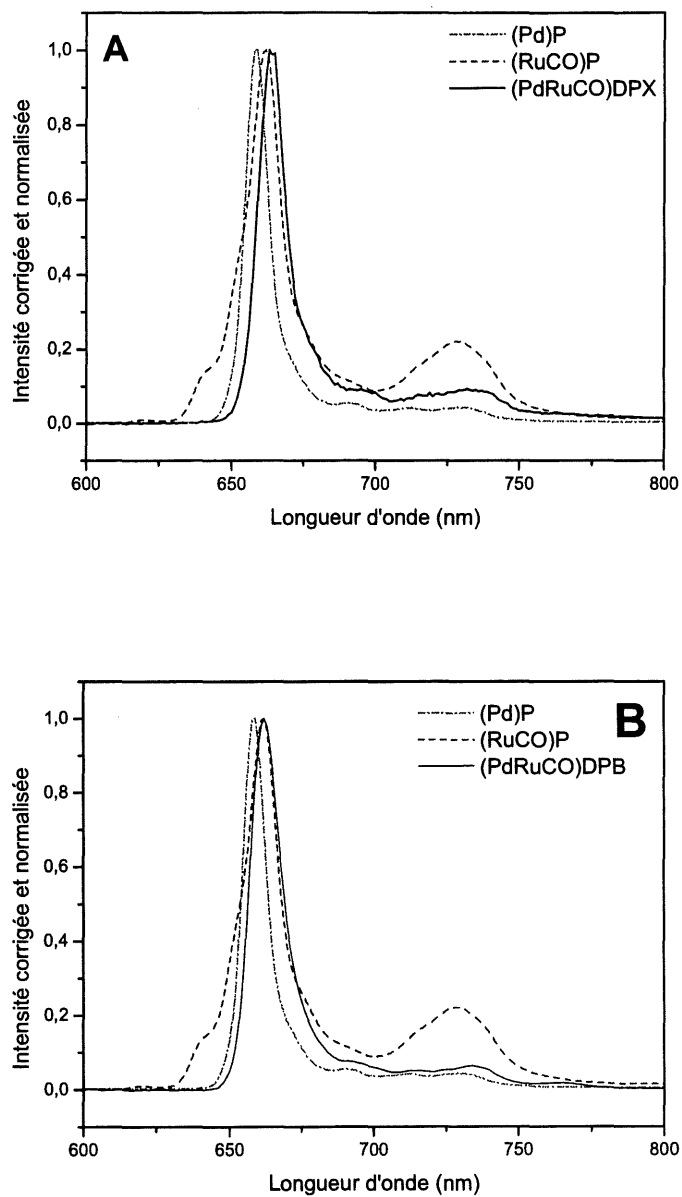 A
(Pd)P
(RuCO)P
(PdRuCO)DPX
Intensité corrigée et normalisée
1,0
0,8
0,6
0,4
0,2
0,0
600 650 700 750 800
Longueur d'onde (nm)
B
(Pd)P
(RuCO)P
(PdRuCO)DPB
Intensité corrigée et normalisée
1,0
0,8
0,6
0,4
0,2
0,0
600 650 700 750 800
Longueur d'onde (nm)